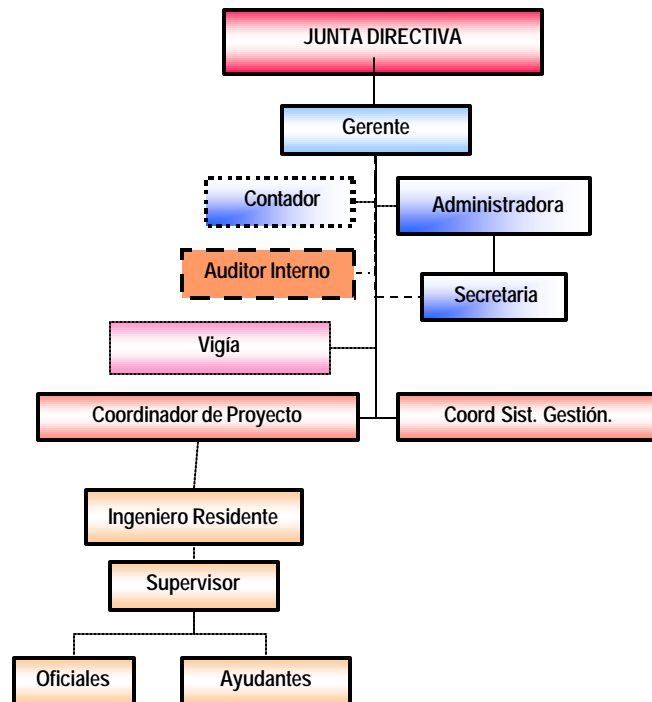 JUNTA DIRECTIVA
Gerente
Contador
Administradora
Auditor Interno
Secretaria
Vigía
Coordinador de Proyecto
Coord Sist. Gestión.
Ingeniero Residente
Supervisor
Oficiales
Ayudantes